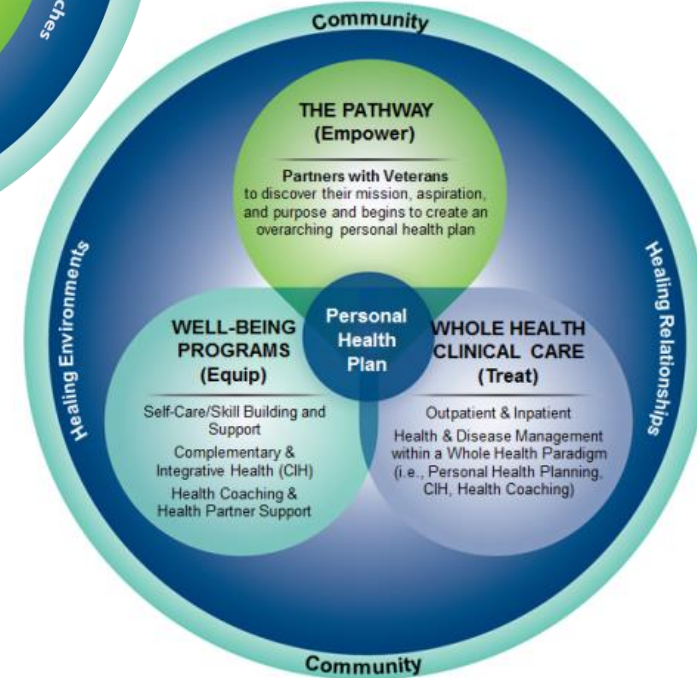 Community
THE PATHWAY
(Empower)
Partners with Veterans
to discover their mission, aspiration,
and purpose and begins to create an
overarching personal health plan
Healing Environments
Healing Relationships
Personal
Health
Plan
WELL-BEING
PROGRAMS
(Equip)
Self-Care/Skill Building and
Support
Complementary &
Integrative Health (CIH)
Health Coaching &
Health Partner Support
WHOLE HEALTH
CLINICAL CARE
(Treat)
Outpatient & Inpatient
Health & Disease Management
within a Whole Health Paradigm
(i.e., Personal Health Planning,
CIH, Health Coaching)
Community